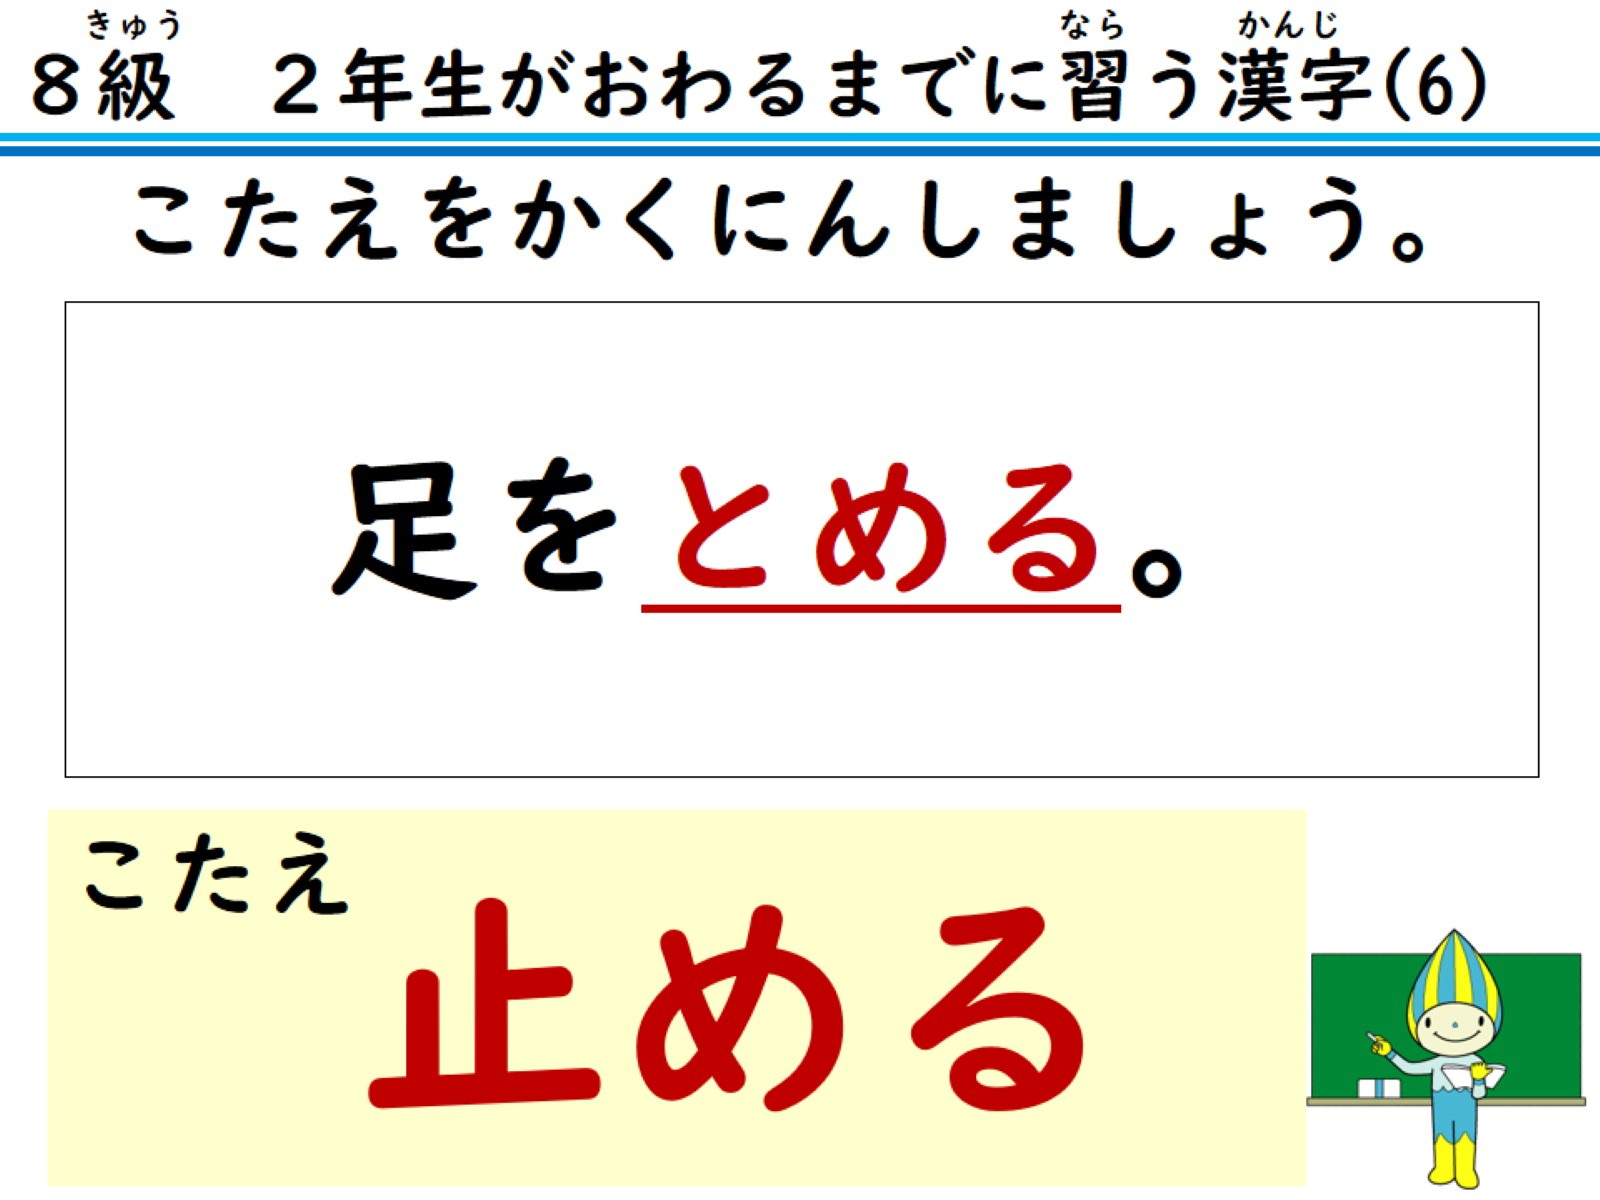 きゅう なら かんじ
8級 2年生がおわるまでに習う漢字(6)
こたえをかくにんしましょう。
足をとめる。
こたえ
止める